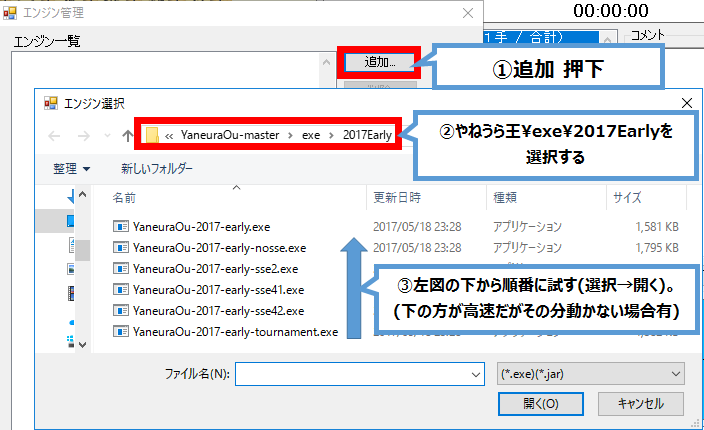 エンジン管理
00:00:00
エンジン一覧
1手 / 合計)
コメント
追加...
①追加 押下
エンジン選択
«  YaneuraOu-master  ›  exe  ›  2017Early
②やねうら王¥exe¥2017Earlyを
選択する
整理
新しいフォルダー
名前 更新日時 種類 サイズ
YaneuraOu-2017-early.exe 2017/05/18 23:28 アプリケーション 1,581 KB
YaneuraOu-2017-early-nosse.exe 2017/05/18 23:28 アプリケーション 1,795 KB
YaneuraOu-2017-early-sse2.exe
YaneuraOu-2017-early-sse41.exe
YaneuraOu-2017-early-sse42.exe
YaneuraOu-2017-early-tournament.exe
③左図の下から順番に試す(選択→開く)。
(下の方が高速だがその分動かない場合有)
ファイル名(N):
(*.exe)(*.jar)
開く(O)
キャンセル